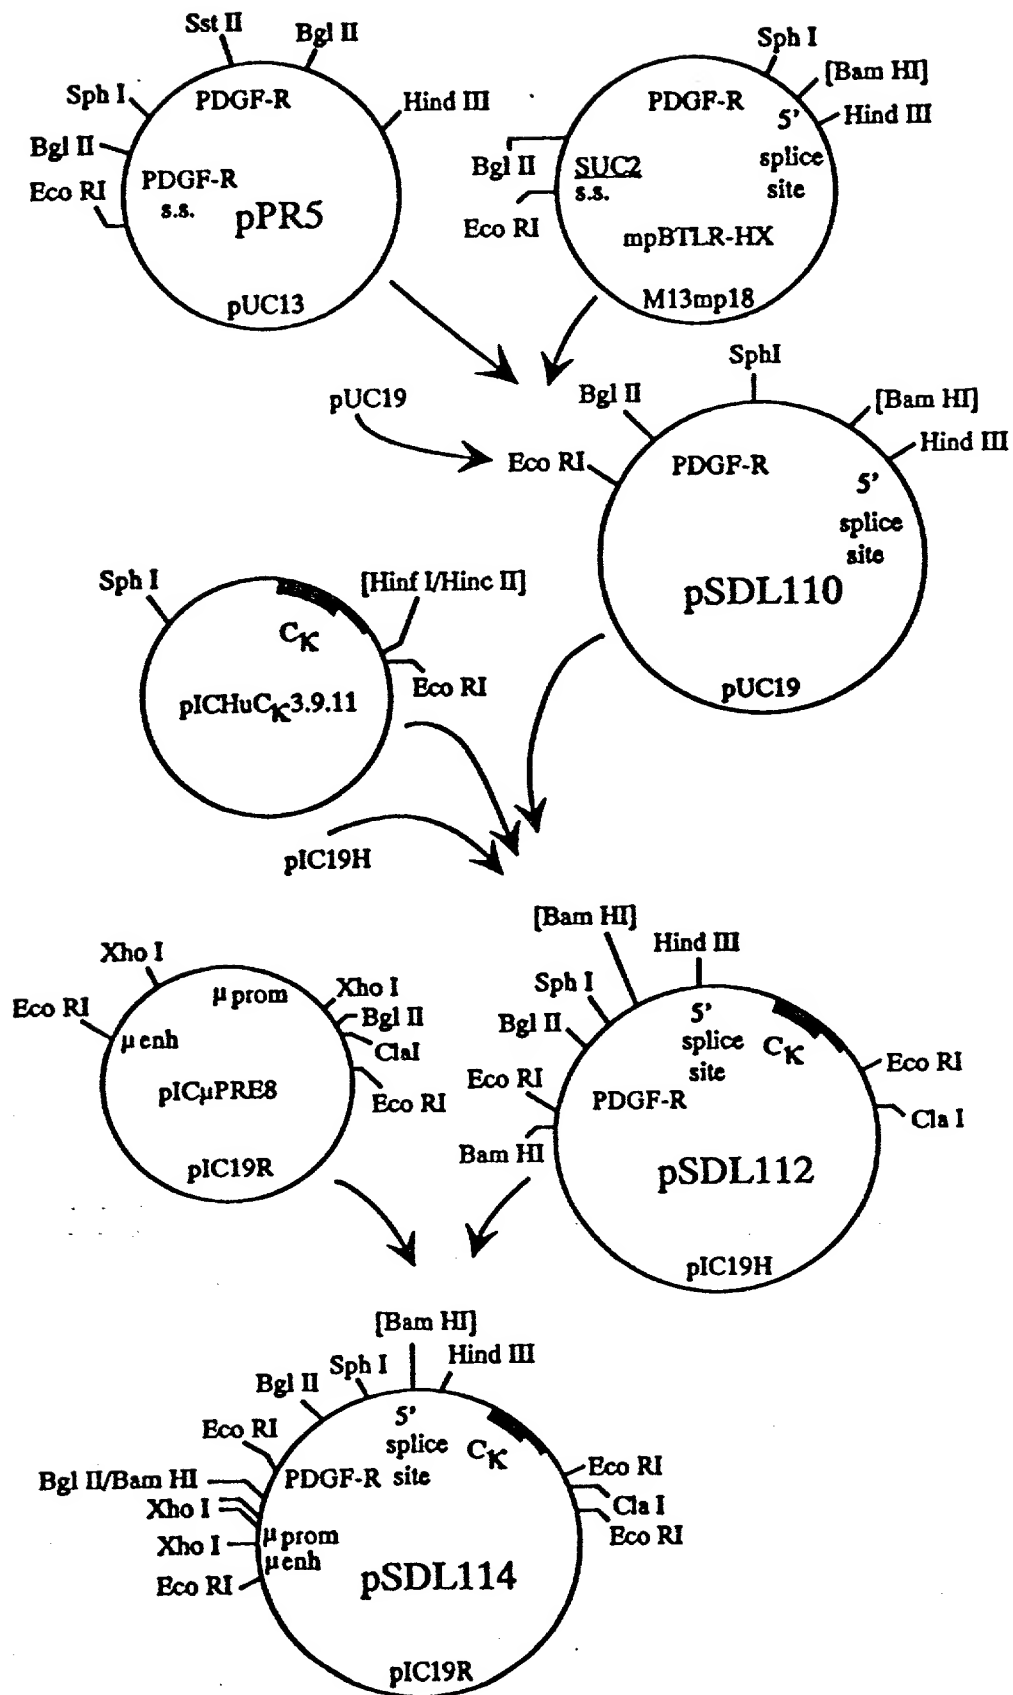 Sst II
Bgl II
Sph I
PDGF-R
Hind III
Bgl II
Eco RI
PDGF-R
s.s.
pPR5
pUC13
Sph I
[Bam HI]
PDGF-R
Hind III
5'
splice
site
Bgl II
SUC2
s.s.
Eco RI
mpBTLR-HX
M13mp18
pUC19
SphI
Bgl II
[Bam HI]
Hind III
Eco RI
PDGF-R
5'
splice
site
pSDL110
pUC19
Sph I
[Hinf I/Hinc II]
Cκ
Eco RI
pICHuCκ3.9.11
pIC19H
Xho I
μ prom
Xho I
Eco RI
Bgl II
μ enh
ClaI
pICμPRE8
Eco RI
pIC19R
[Bam HI]
Hind III
Sph I
Bgl II
5'
splice
site
Cκ
Eco RI
Eco RI
PDGF-R
Cla I
Bam HI
pSDL112
pIC19H
[Bam HI]
Hind III
Sph I
Bgl II
5'
splice
site
Cκ
Eco RI
PDGF-R
Eco RI
Bgl II/Bam HI
Cla I
Xho I
Eco RI
Xho I
μ prom
μ enh
Eco RI
pSDL114
pIC19R